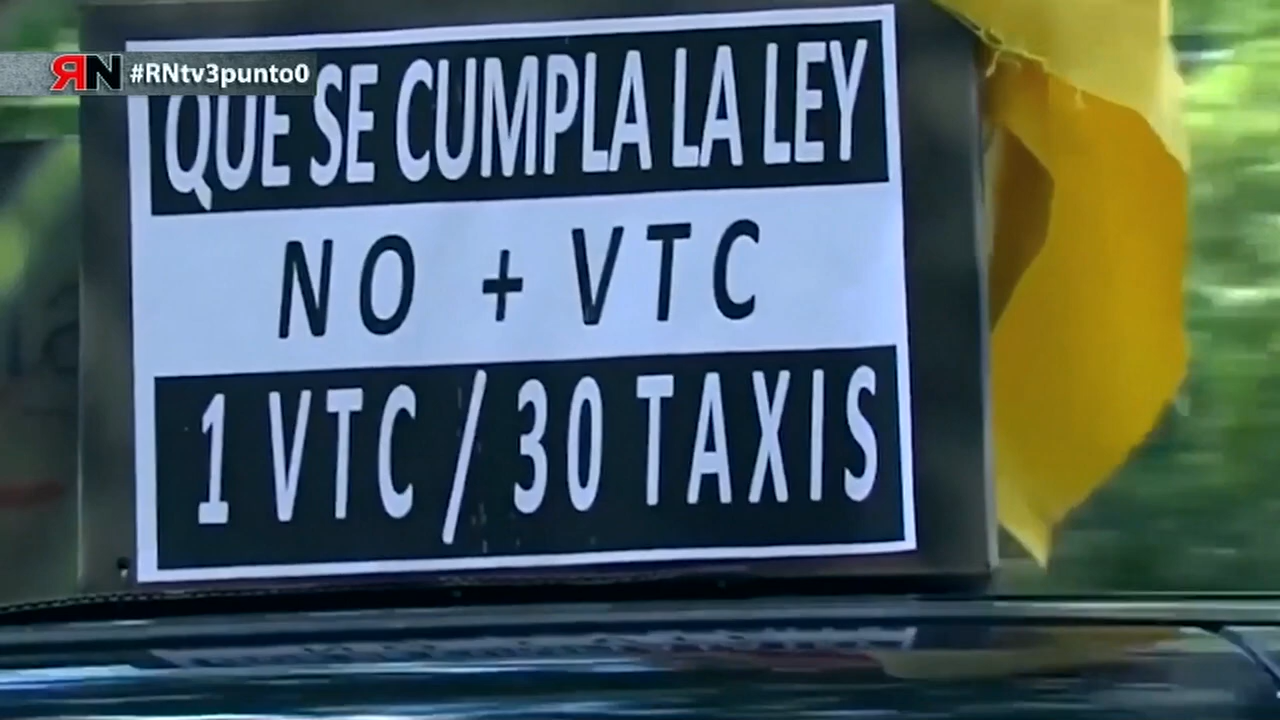 RN #RNtv3punto0
QUE SE CUMPLA LA LEY
NO + VTC
1 VTC / 30 TAXIS